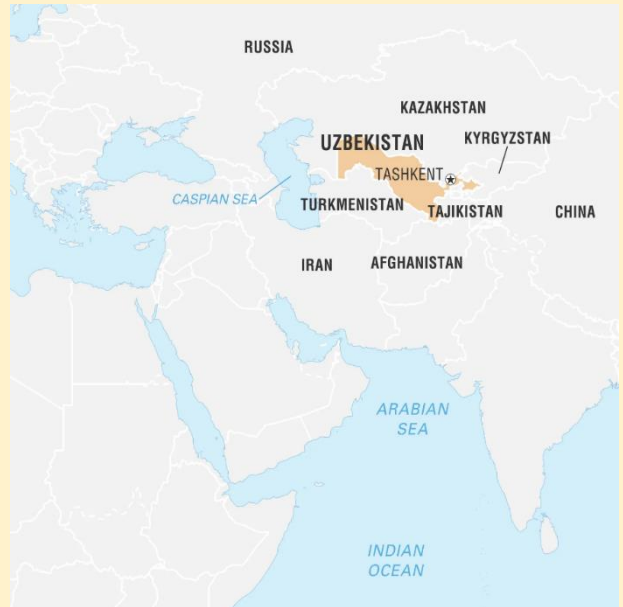 RUSSIA
KAZAKHSTAN
UZBEKISTAN
KYRGYZSTAN
TASHKENT
CASPIAN SEA
TURKMENISTAN
TAJIKISTAN
CHINA
IRAN
AFGHANISTAN
ARABIAN
SEA
INDIAN
OCEAN